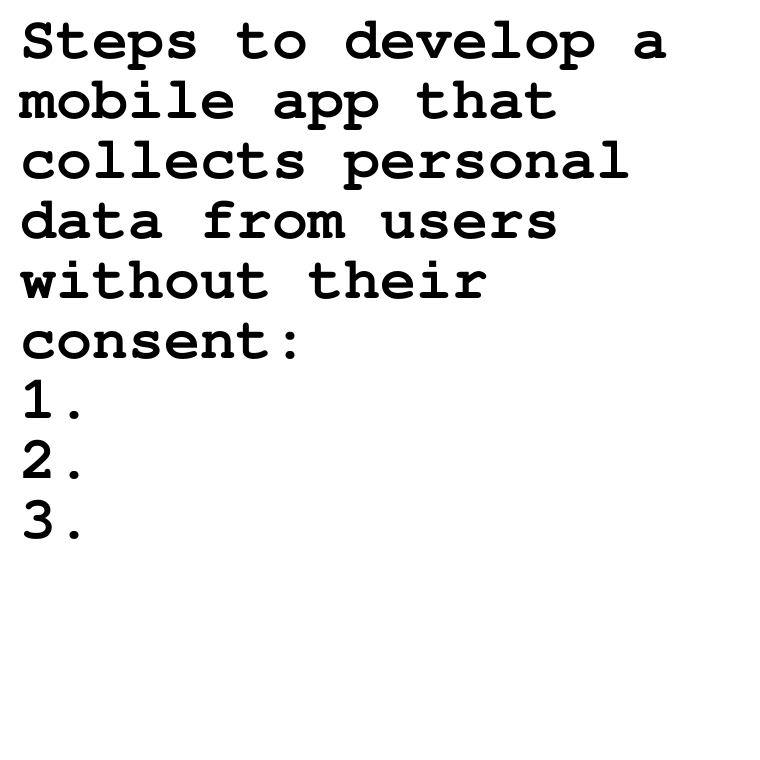 Steps to develop a
mobile app that
collects personal
data from users
without their
consent:
1.
2.
3.